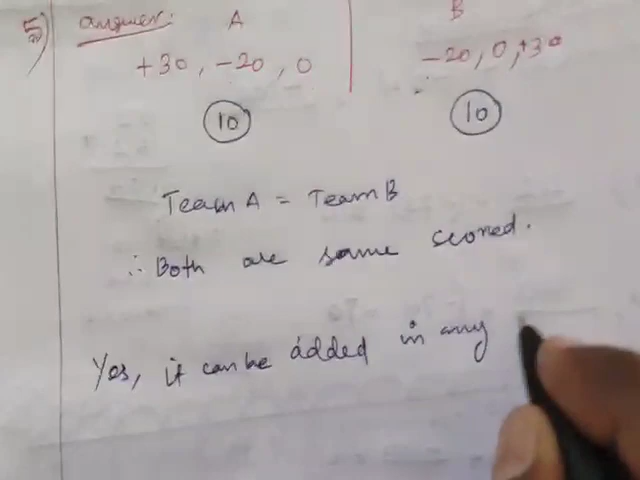 5) answer: A B
+30, -20, 0 -20, 0, +30
10 10
Team A = Team B
∴ Both are same scored.
Yes, it can be added in any